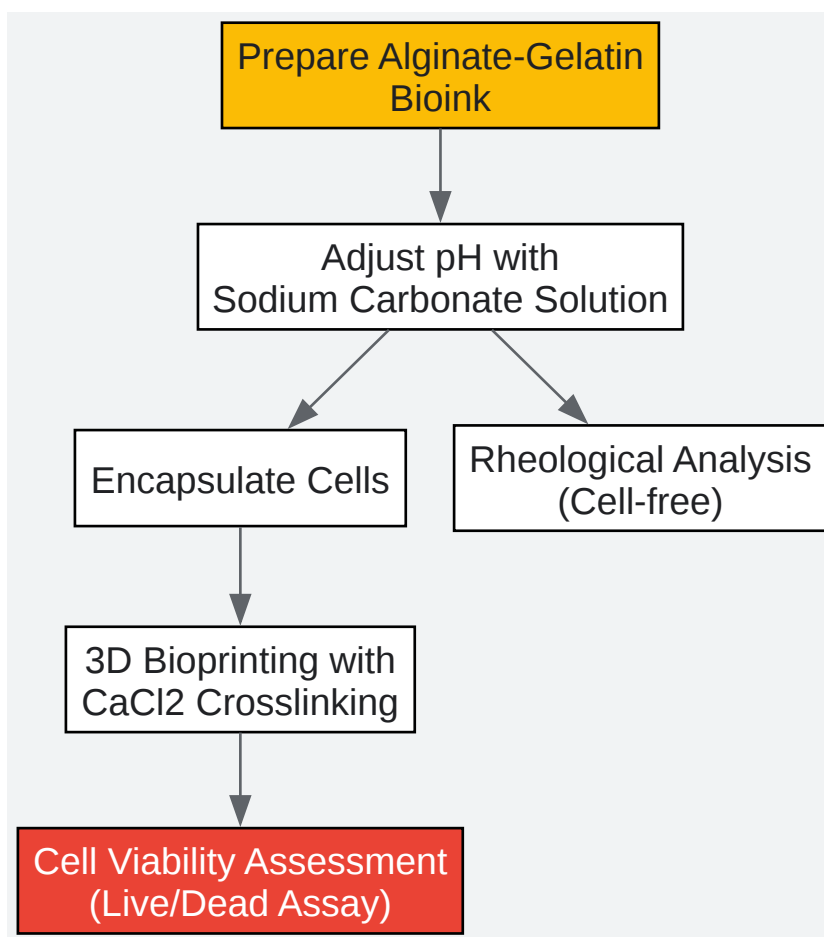 Prepare Alginate-Gelatin
Bioink
Adjust pH with
Sodium Carbonate Solution
Encapsulate Cells
Rheological Analysis
(Cell-free)
3D Bioprinting with
CaCl2 Crosslinking
Cell Viability Assessment
(Live/Dead Assay)